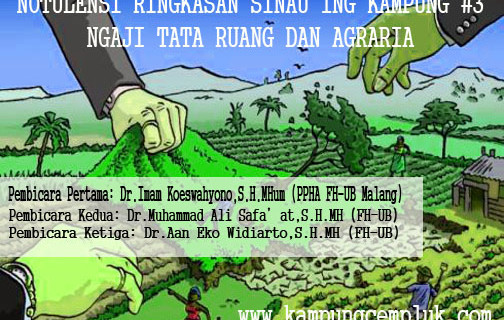 NOTULENSI RINGKASAN SINAU ING KAMPUNG #3
NGAJI TATA RUANG DAN AGRARIA
Pembicara Pertama: Dr.Imam Koeswahyono,S.H.MHum (PPHA FH-UB Malang)
Pembicara Kedua: Dr.Muhammad Ali Safa' at,S.H.MH (FH-UB)
Pembicara Ketiga: Dr.Aan Eko Widiarto,S.H.MH (FH-UB)
www.kampungcempluk.com